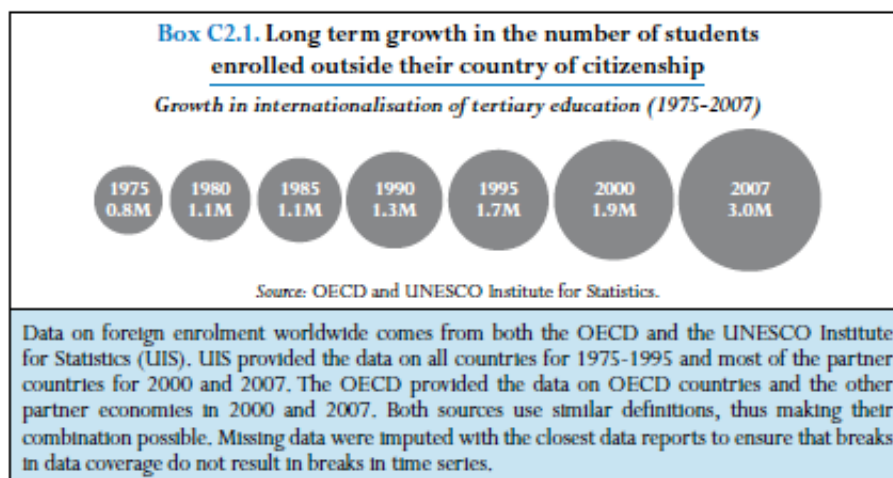 Box C2.1. Long term growth in the number of students
enrolled outside their country of citizenship
Growth in internationalisation of tertiary education (1975-2007)
1975 1980 1985 1990 1995 2000 2007
0.8M 1.1M 1.1M 1.3M 1.7M 1.9M 3.0M
Source: OECD and UNESCO Institute for Statistics.
Data on foreign enrolment worldwide comes from both the OECD and the UNESCO Institute
for Statistics (UIS). UIS provided the data on all countries for 1975-1995 and most of the partner
countries for 2000 and 2007. The OECD provided the data on OECD countries and the other
partner economies in 2000 and 2007. Both sources use similar definitions, thus making their
combination possible. Missing data were imputed with the closest data reports to ensure that breaks
in data coverage do not result in breaks in time series.